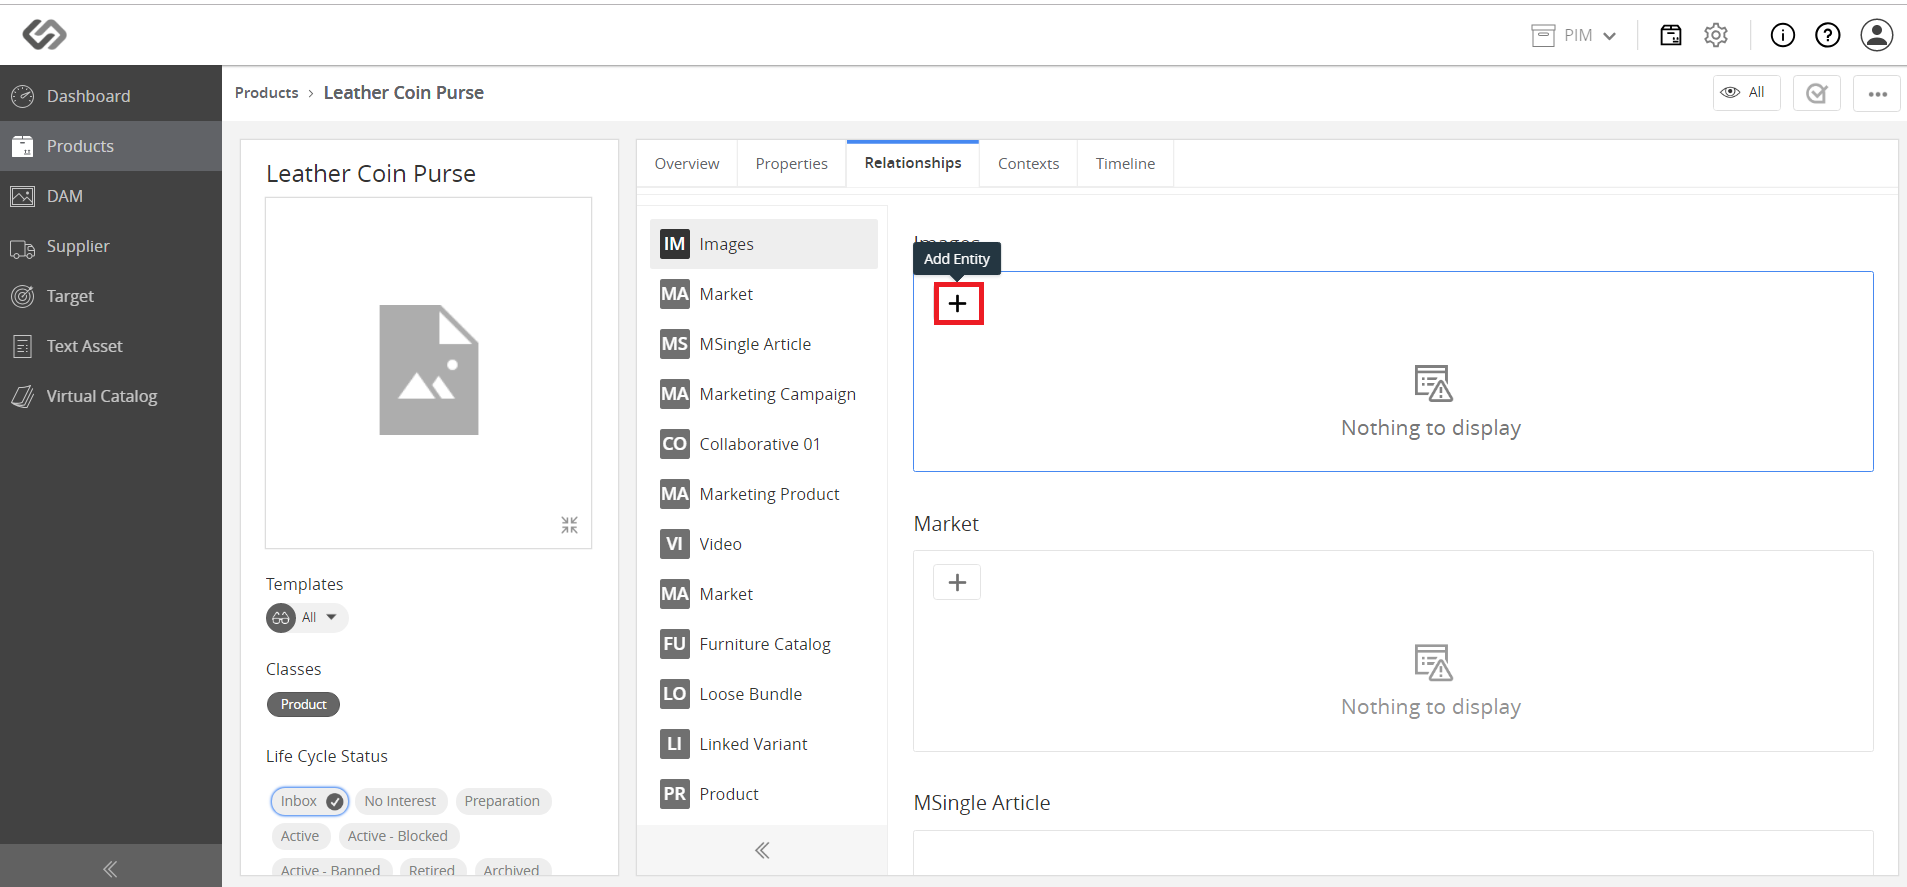 PIM
Dashboard
Products
DAM
Supplier
Target
Text Asset
Virtual Catalog
Products › Leather Coin Purse
All
Leather Coin Purse
Templates
All
Classes
Product
Life Cycle Status
Inbox No Interest Preparation
Active Active - Blocked
Active - Banned Retired Archived
Overview Properties Relationships Contexts Timeline
IM Images
MA Market
MS MSingle Article
MA Marketing Campaign
CO Collaborative 01
MA Marketing Product
VI Video
MA Market
FU Furniture Catalog
LO Loose Bundle
LI Linked Variant
PR Product
Images
Add Entity
Nothing to display
Market
Nothing to display
MSingle Article